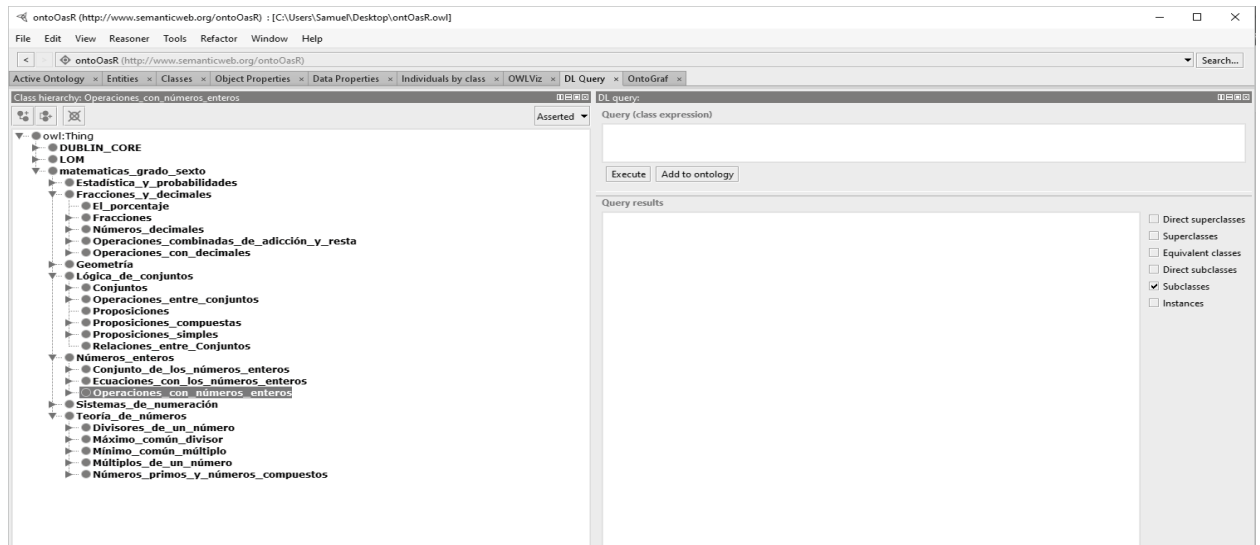 ontoOasR (http://www.semanticweb.org/ontoOasR) : [C:\Users\Samuel\Desktop\ontOasR.owl]
File Edit View Reasoner Tools Refactor Window Help
< ontoOasR (http://www.semanticweb.org/ontoOasR) Search...
Active Ontology × Entities × Classes × Object Properties × Data Properties × Individuals by class × OWLViz × DL Query × OntoGraf ×
Class hierarchy: Operaciones_con_números_enteros
Asserted
owl:Thing
DUBLIN_CORE
LOM
matematicas_grado_sexto
Estadística_y_probabilidades
Fracciones_y_decimales
El_porcentaje
Fracciones
Números_decimales
Operaciones_combinadas_de_adicción_y_resta
Operaciones_con_decimales
Geometría
Lógica_de_conjuntos
Conjuntos
Operaciones_entre_conjuntos
Proposiciones
Proposiciones_compuestas
Proposiciones_simples
Relaciones_entre_Conjuntos
Números_enteros
Conjunto_de_los_números_enteros
Ecuaciones_con_los_números_enteros
Operaciones_con_números_enteros
Sistemas_de_numeración
Teoría_de_números
Divisores_de_un_número
Máximo_común_divisor
Mínimo_común_múltiplo
Múltiplos_de_un_número
Números_primos_y_números_compuestos
DL query:
Query (class expression)
Execute Add to ontology
Query results
Direct superclasses
Superclasses
Equivalent classes
Direct subclasses
Subclasses
Instances